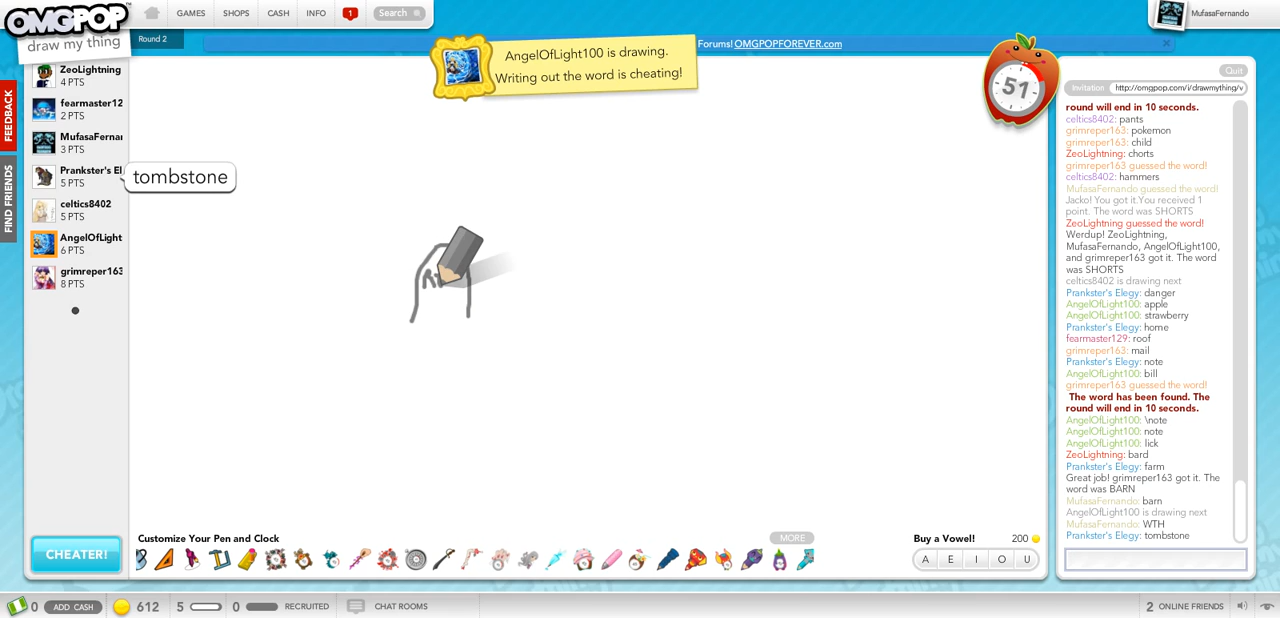 OMGPOP™
draw my thing
GAMES SHOPS CASH INFO 1 Search
MufasaFernando
Round 2
Forums! OMGPOPFOREVER.com
AngelOfLight100 is drawing.
Writing out the word is cheating!
51
FEEDBACK
FIND FRIENDS
ZeoLightning
4 PTS
fearmaster12
2 PTS
MufasaFernar
3 PTS
Prankster's El
5 PTS
celtics8402
5 PTS
AngelOfLight
6 PTS
grimreper163
8 PTS
tombstone
CHEATER!
Customize Your Pen and Clock
MORE
Buy a Vowel! 200
A E I O U
Quit
Invitation http://omgpop.com/i/drawmything/v
round will end in 10 seconds.
celtics8402: pants
grimreper163: pokemon
grimreper163: child
ZeoLightning: chorts
grimreper163 guessed the word!
celtics8402: hammers
MufasaFernando guessed the word!
Jacko! You got it.You received 1
point. The word was SHORTS
ZeoLightning guessed the word!
Werdup! ZeoLightning,
MufasaFernando, AngelOfLight100,
and grimreper163 got it. The word
was SHORTS
celtics8402 is drawing next
Prankster's Elegy: danger
AngelOfLight100: apple
AngelOfLight100: strawberry
Prankster's Elegy: home
fearmaster129: roof
grimreper163: mail
Prankster's Elegy: note
AngelOfLight100: bill
grimreper163 guessed the word!
The word has been found. The
round will end in 10 seconds.
AngelOfLight100: \note
AngelOfLight100: note
AngelOfLight100: lick
ZeoLightning: bard
Prankster's Elegy: farm
Great job! grimreper163 got it. The
word was BARN
MufasaFernando: barn
AngelOfLight100 is drawing next
MufasaFernando: WTH
Prankster's Elegy: tombstone
0 ADD CASH 612 5 0 RECRUITED CHAT ROOMS 2 ONLINE FRIENDS